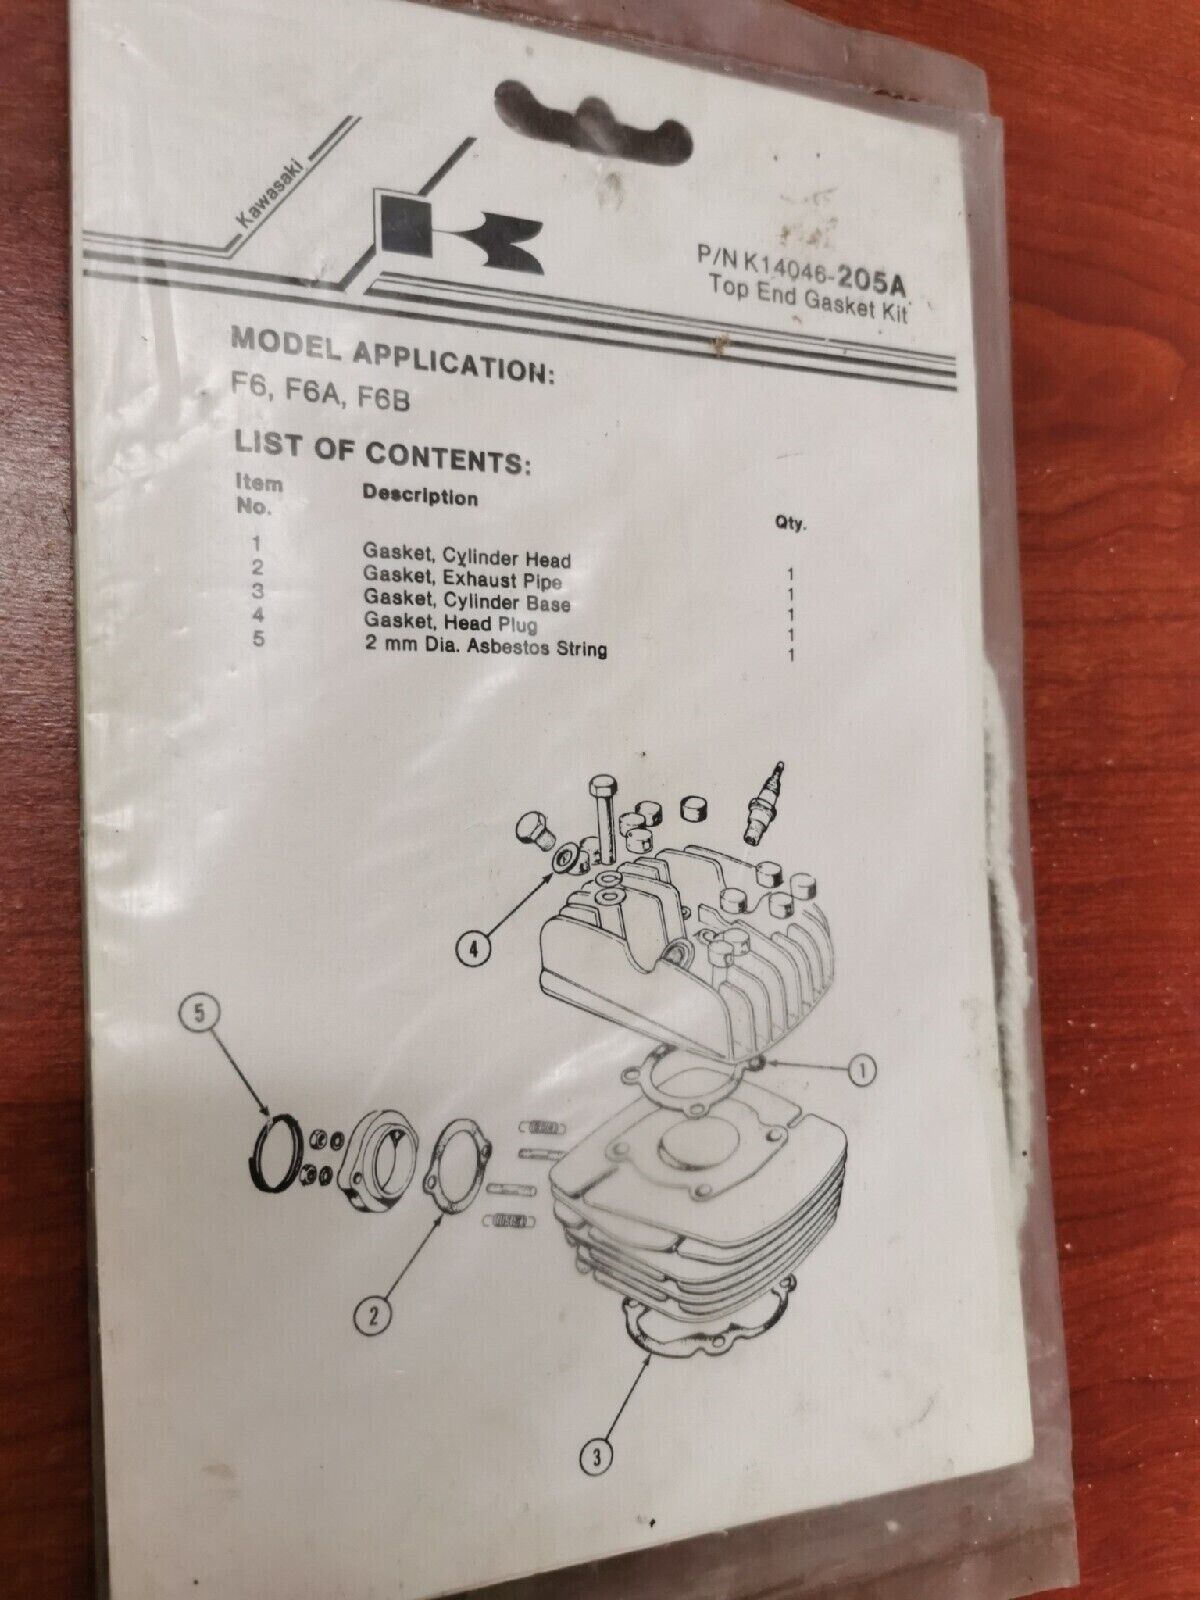 Kawasaki
P/N K14046-205A
Top End Gasket Kit
MODEL APPLICATION:
F6, F6A, F6B
LIST OF CONTENTS:
Item No. Description Qty.
1 Gasket, Cylinder Head 1
2 Gasket, Exhaust Pipe 1
3 Gasket, Cylinder Base 1
4 Gasket, Head Plug 1
5 2 mm Dia. Asbestos String 1
4
5
1
2
3